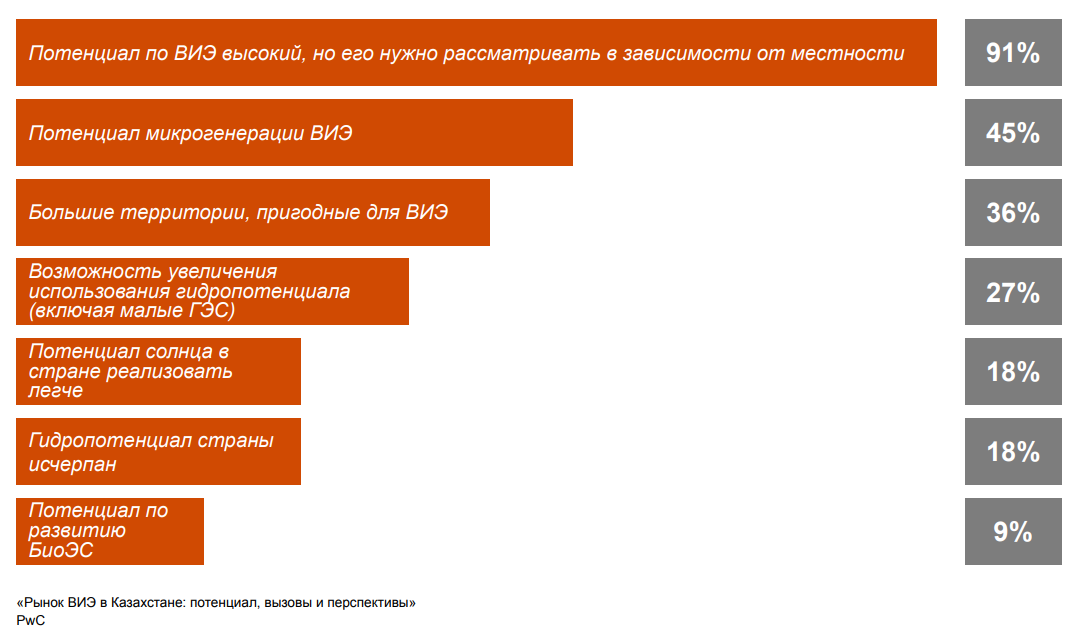 Потенциал по ВИЭ высокий, но его нужно рассматривать в зависимости от местности
91%
Потенциал микрогенерации ВИЭ
45%
Большие территории, пригодные для ВИЭ
36%
Возможность увеличения
использования гидропотенциала
(включая малые ГЭС)
27%
Потенциал солнца в
стране реализовать
легче
18%
Гидропотенциал страны
исчерпан
18%
Потенциал по
развитию
БиоЭС
9%
«Рынок ВИЭ в Казахстане: потенциал, вызовы и перспективы»
PwC